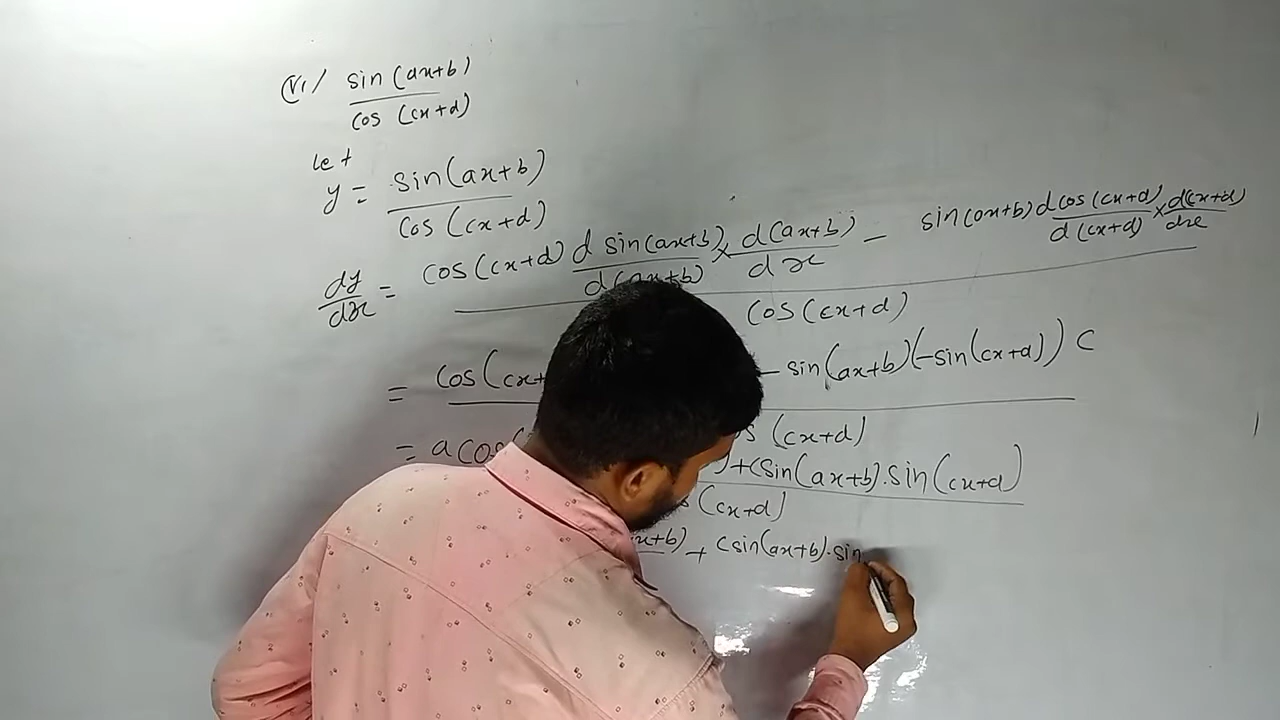 (vi) sin(ax+b)
cos (cx+d)
let
y = sin(ax+b)
cos (cx+d)
dy/dx = cos(cx+d) d sin(ax+b)/d(ax+b) × d(ax+b)/dx - sin(ax+b) d cos(cx+d)/d(cx+d) × d(cx+d)/dx
cos(cx+d)
= cos(cx+ - sin(ax+b)(-sin(cx+d)) c
(cx+d)
= a cos( ) + c sin(ax+b).sin(cx+d)
(cx+d)
x+b) + c sin(ax+b).sin